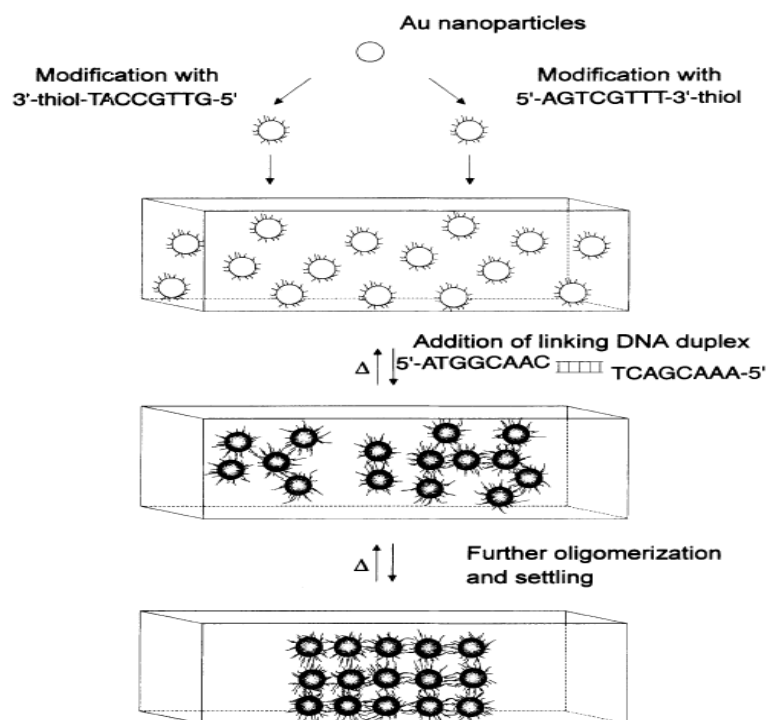 Au nanoparticles
Modification with
3'-thiol-TACCGTTG-5'
Modification with
5'-AGTCGTTT-3'-thiol
Addition of linking DNA duplex
Δ
5'-ATGGCAAC
TCAGCAAA-5'
Δ
Further oligomerization
and settling